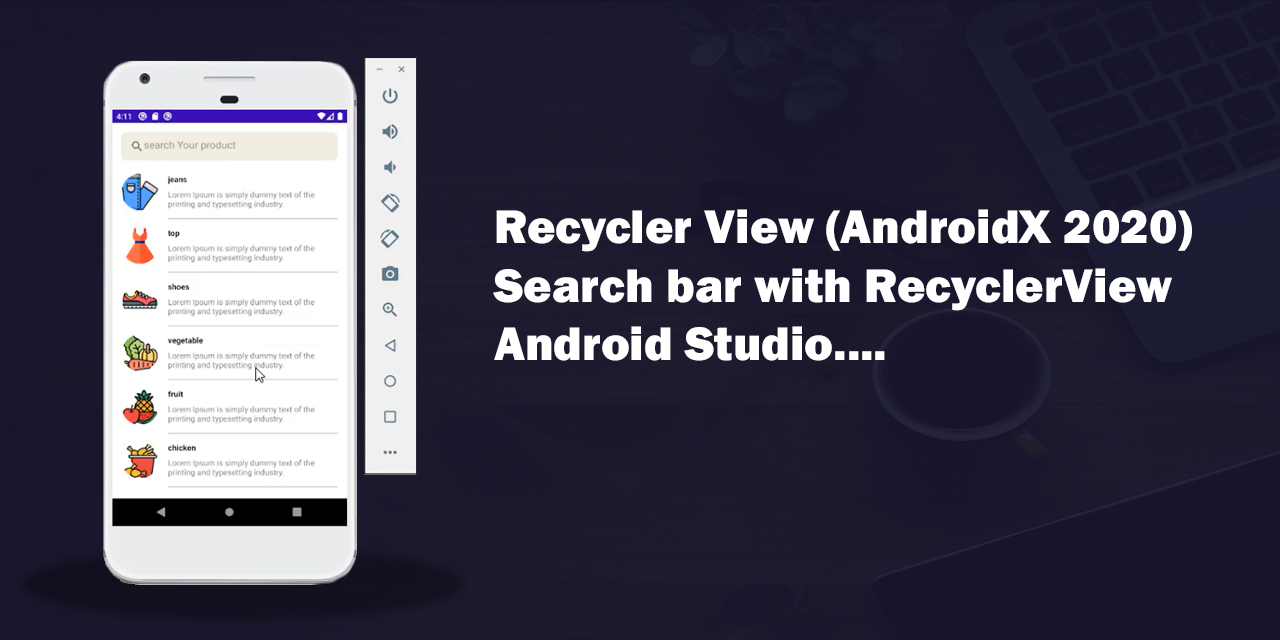 4:11
search Your product
jeans
Lorem Ipsum is simply dummy text of the
printing and typesetting industry.
top
Lorem Ipsum is simply dummy text of the
printing and typesetting industry.
shoes
Lorem Ipsum is simply dummy text of the
printing and typesetting industry.
vegetable
Lorem Ipsum is simply dummy text of the
printing and typesetting industry.
fruit
Lorem Ipsum is simply dummy text of the
printing and typesetting industry.
chicken
Lorem Ipsum is simply dummy text of the
printing and typesetting industry.
Recycler View (AndroidX 2020)
Search bar with RecyclerView
Android Studio....